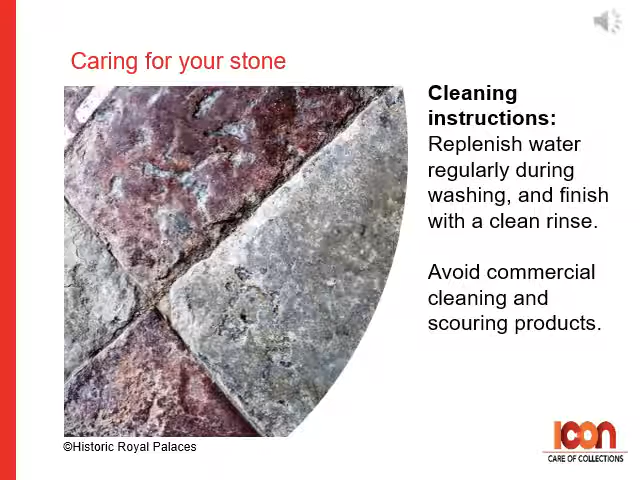 Caring for your stone
Cleaning
instructions:
Replenish water
regularly during
washing, and finish
with a clean rinse.
Avoid commercial
cleaning and
scouring products.
©Historic Royal Palaces
icon
CARE OF COLLECTIONS